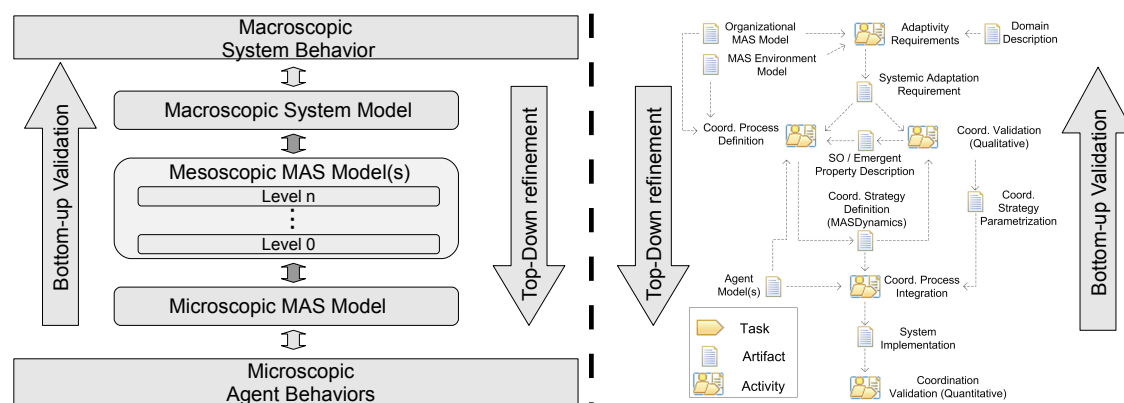 Macroscopic
System Behavior
Macroscopic System Model
Mesoscopic MAS Model(s)
Level n
Level 0
Microscopic MAS Model
Microscopic
Agent Behaviors
Bottom-up Validation
Top-Down refinement
Top-Down refinement
Organizational
MAS Model
MAS Environment
Model
Adaptivity
Requirements
Domain
Description
Systemic Adaptation
Requirement
Coord. Process
Definition
SO / Emergent
Property Description
Coord. Validation
(Qualitative)
Coord. Strategy
Definition
(MASDynamics)
Coord.
Strategy
Parametrization
Agent
Model(s)
Coord. Process
Integration
System
Implementation
Coordination
Validation (Quantitative)
Task
Artifact
Activity
Bottom-up Validation